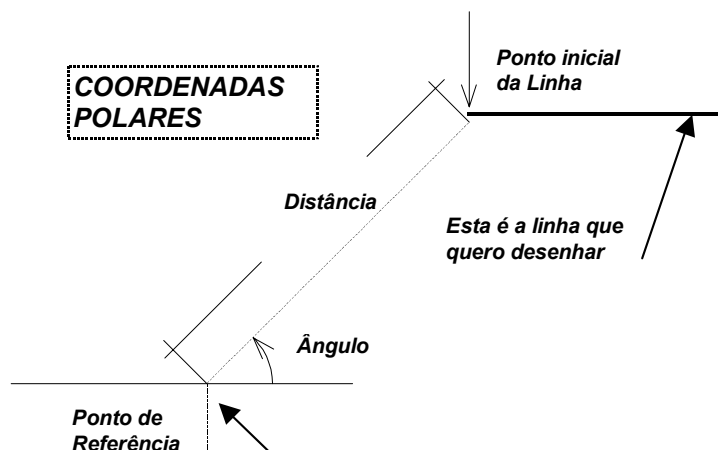 COORDENADAS
POLARES
Ponto inicial
da Linha
Distância
Esta é a linha que
quero desenhar
Ângulo
Ponto de
Referência